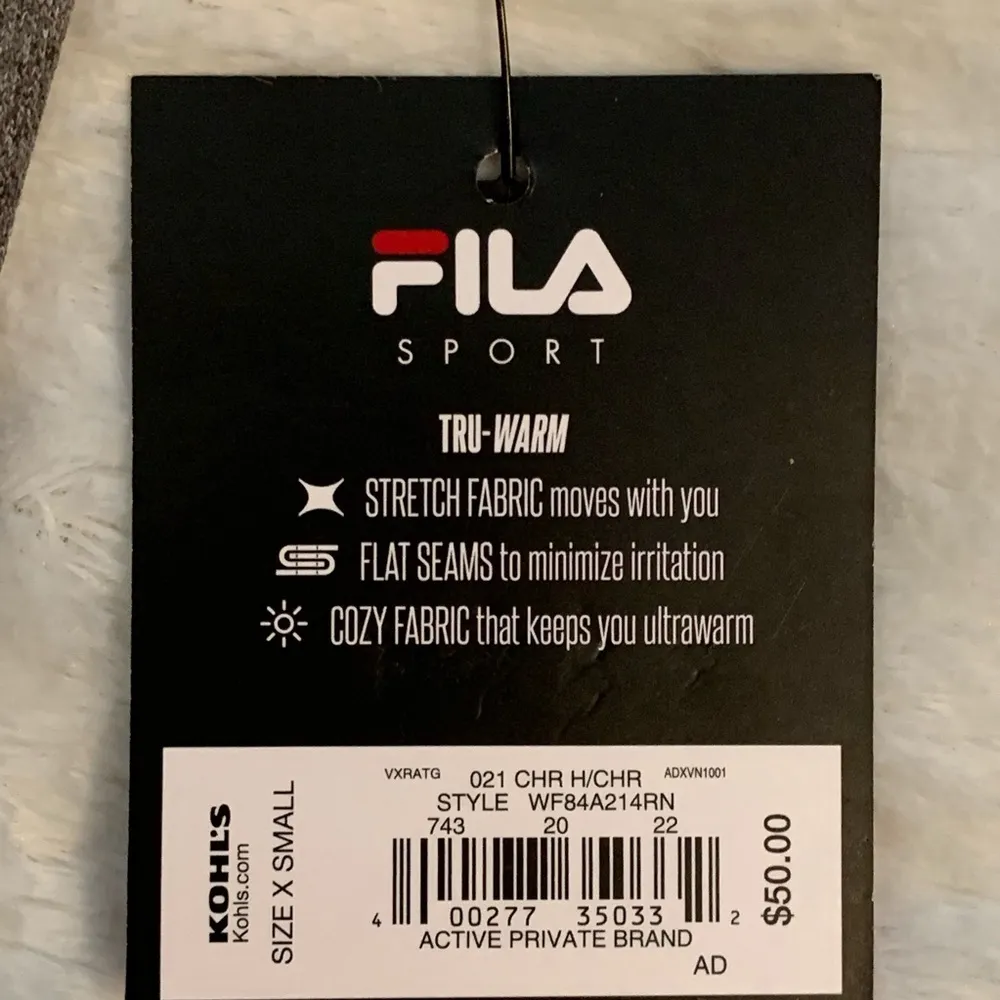 FILA
SPORT
TRU-WARM
STRETCH FABRIC moves with you
FLAT SEAMS to minimize irritation
COZY FABRIC that keeps you ultrawarm
KOHL'S
Kohls.com
SIZE X SMALL
VXRATG 021 CHR H/CHR ADXVN1001
STYLE WF84A214RN
743 20 22
4 00277 35033 2
ACTIVE PRIVATE BRAND
AD
$50.00